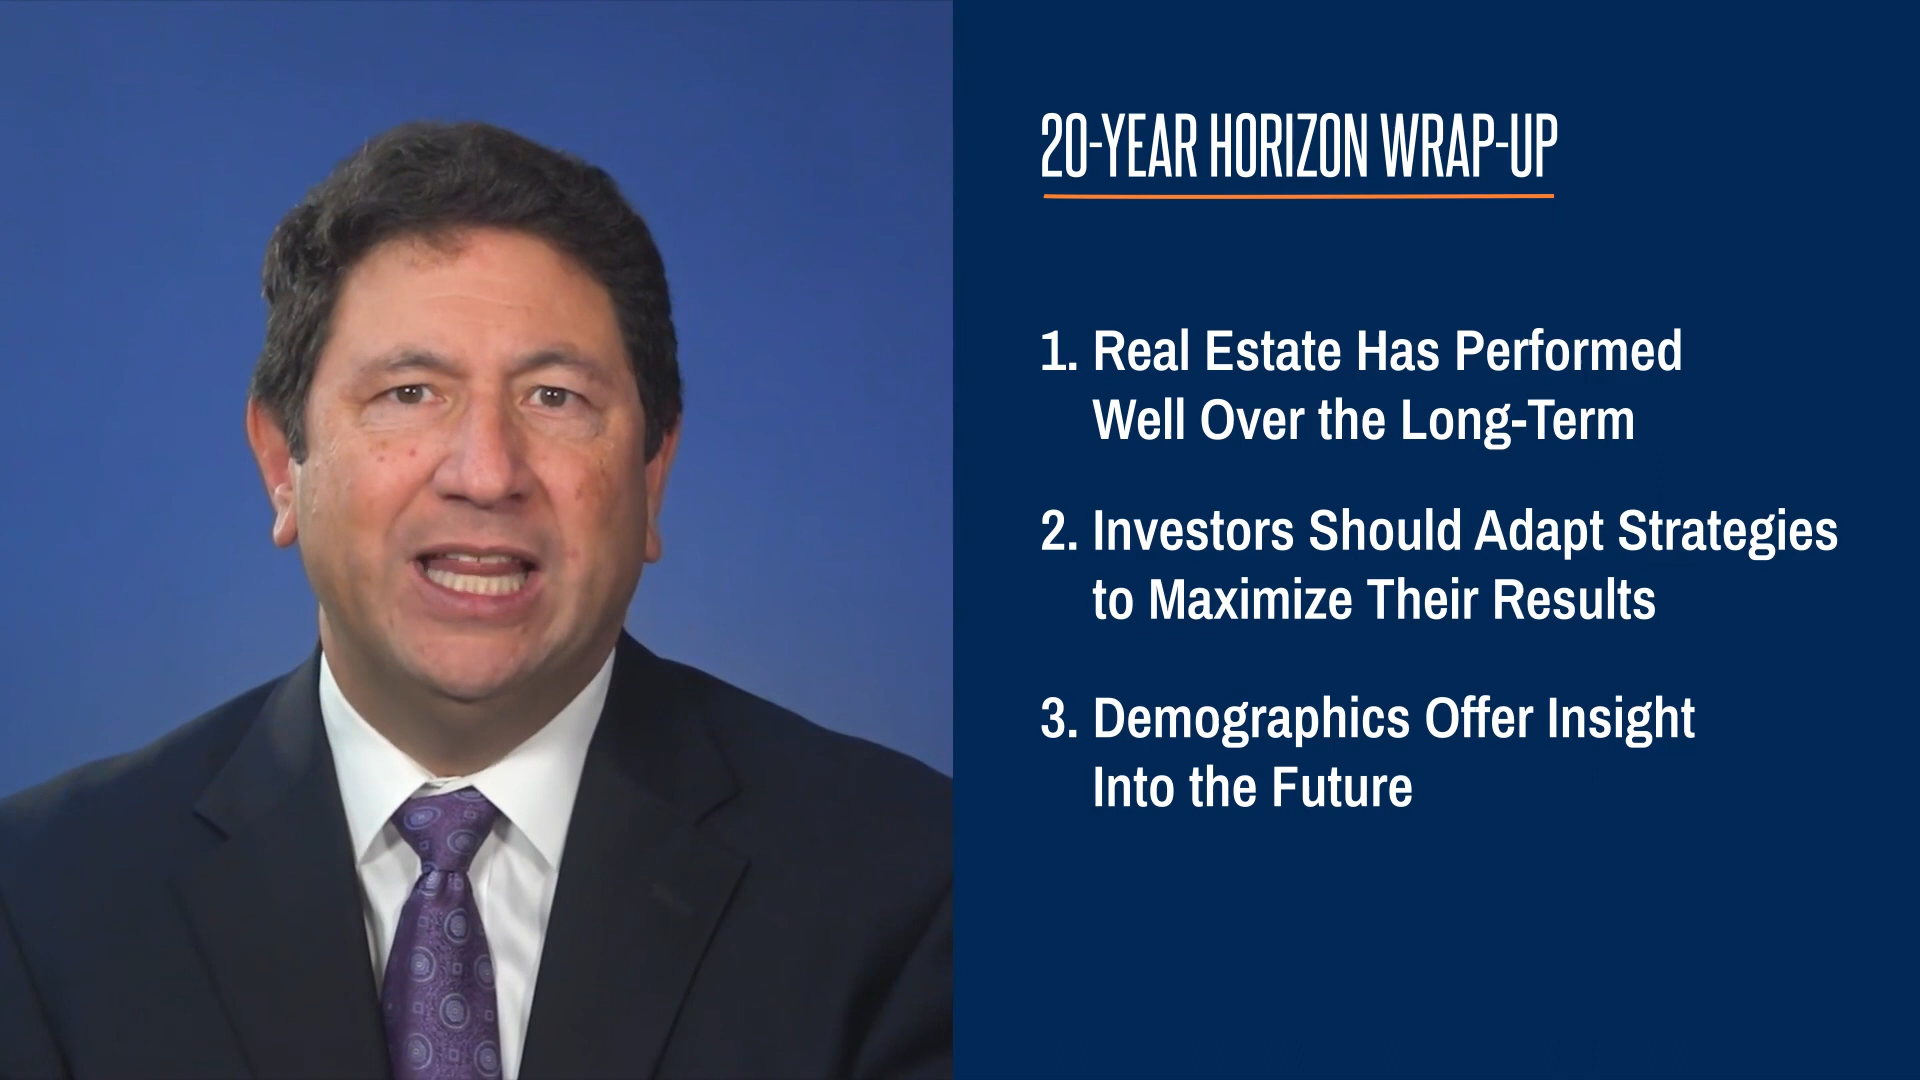 20-YEAR HORIZON WRAP-UP
1. Real Estate Has Performed
Well Over the Long-Term
2. Investors Should Adapt Strategies
to Maximize Their Results
3. Demographics Offer Insight
Into the Future